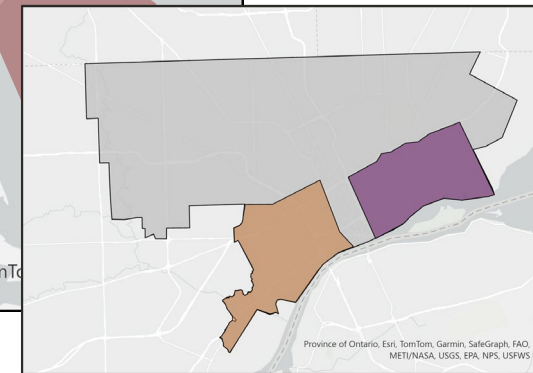 Province of Ontario, Esri, TomTom, Garmin, SafeGraph, FAO,
METI/NASA, USGS, EPA, NPS, USFWS